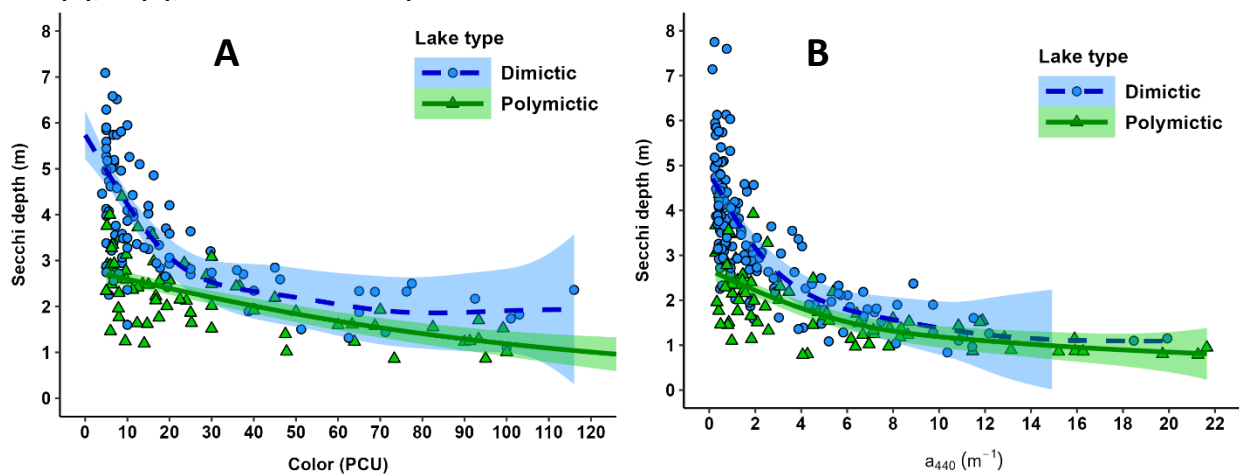 A
Lake type
Dimictic
Polymictic
Secchi depth (m)
8
7
6
5
4
3
2
1
0
0 10 20 30 40 50 60 70 80 90 100 110 120
Color (PCU)
B
Lake type
Dimictic
Polymictic
Secchi depth (m)
8
7
6
5
4
3
2
1
0
0 2 4 6 8 10 12 14 16 18 20 22
a₄₄₀ (m⁻¹)